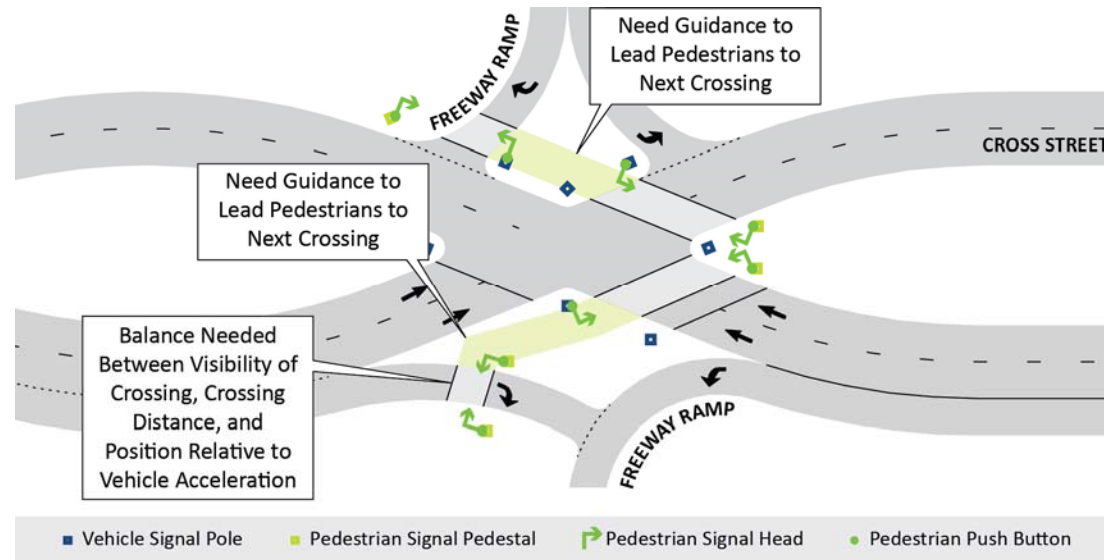 Need Guidance to
Lead Pedestrians to
Next Crossing
FREEWAY RAMP
CROSS STREET
Need Guidance to
Lead Pedestrians to
Next Crossing
Balance Needed
Between Visibility of
Crossing, Crossing
Distance, and
Position Relative to
Vehicle Acceleration
FREEWAY RAMP
Vehicle Signal Pole Pedestrian Signal Pedestal Pedestrian Signal Head Pedestrian Push Button